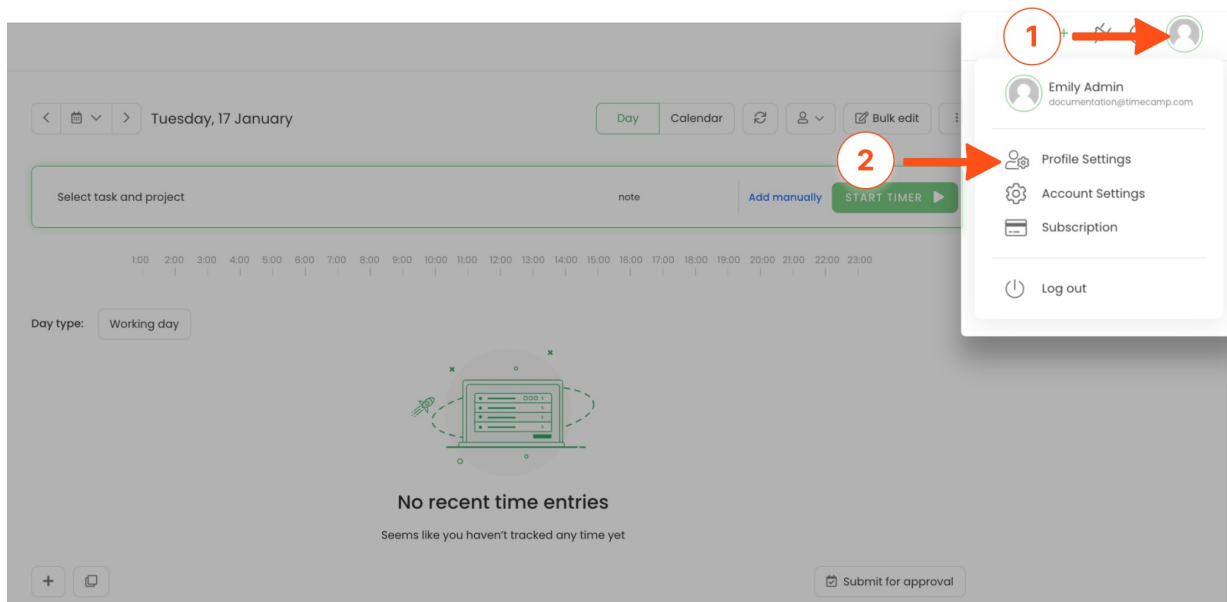 1
Emily Admin
documentation@timecamp.com
Tuesday, 17 January
Day Calendar Bulk edit
2
Profile Settings
Select task and project note Add manually START TIMER
Account Settings
Subscription
1:00 2:00 3:00 4:00 5:00 6:00 7:00 8:00 9:00 10:00 11:00 12:00 13:00 14:00 15:00 16:00 17:00 18:00 19:00 20:00 21:00 22:00 23:00
Log out
Day type: Working day
No recent time entries
Seems like you haven't tracked any time yet
Submit for approval